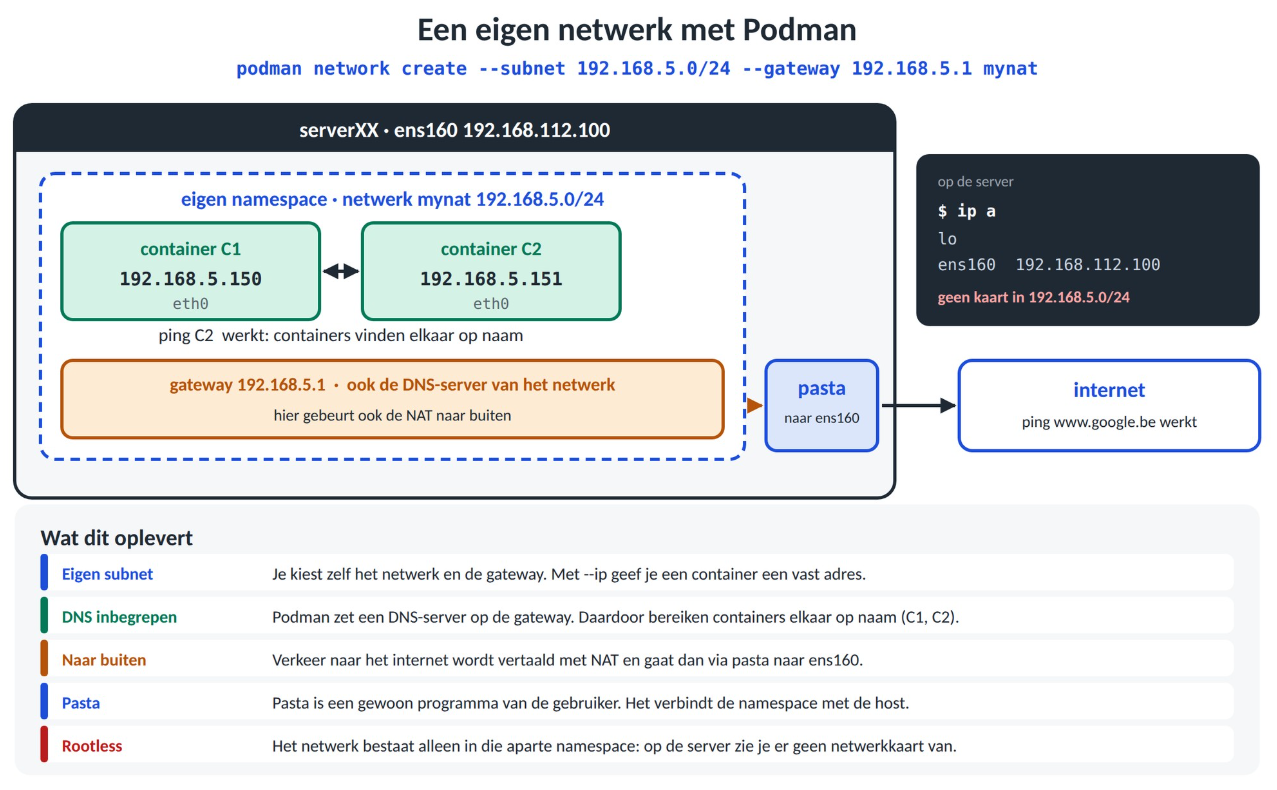 Een eigen netwerk met Podman
podman network create --subnet 192.168.5.0/24 --gateway 192.168.5.1 mynat
serverXX · ens160 192.168.112.100
eigen namespace · netwerk mynat 192.168.5.0/24
container C1
192.168.5.150
eth0
container C2
192.168.5.151
eth0
ping C2 werkt: containers vinden elkaar op naam
gateway 192.168.5.1 · ook de DNS-server van het netwerk
hier gebeurt ook de NAT naar buiten
pasta
naar ens160
op de server
$ ip a
lo
ens160 192.168.112.100
geen kaart in 192.168.5.0/24
internet
ping www.google.be werkt
Wat dit oplevert
Eigen subnet Je kiest zelf het netwerk en de gateway. Met --ip geef je een container een vast adres.
DNS inbegrepen Podman zet een DNS-server op de gateway. Daardoor bereiken containers elkaar op naam (C1, C2).
Naar buiten Verkeer naar het internet wordt vertaald met NAT en gaat dan via pasta naar ens160.
Pasta Pasta is een gewoon programma van de gebruiker. Het verbindt de namespace met de host.
Rootless Het netwerk bestaat alleen in die aparte namespace: op de server zie je er geen netwerkkaart van.